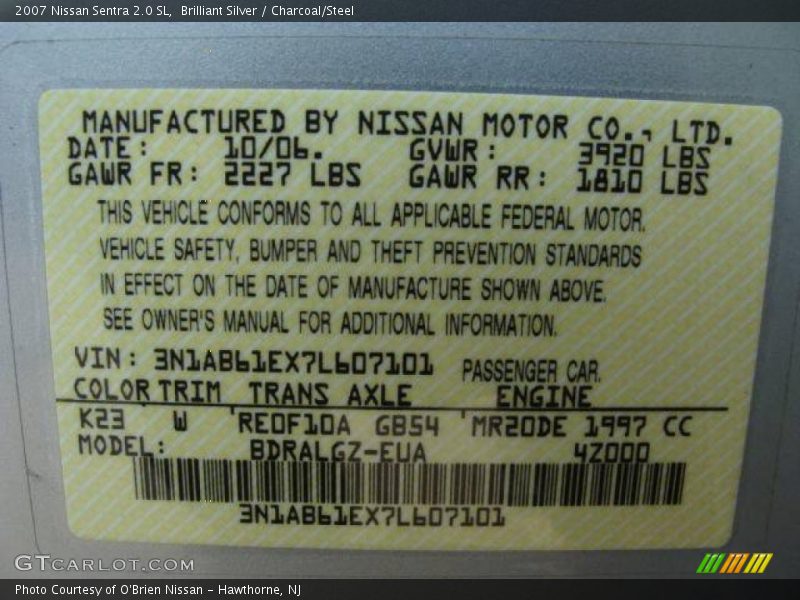 2007 Nissan Sentra 2.0 SL, Brilliant Silver / Charcoal/Steel
MANUFACTURED BY NISSAN MOTOR CO., LTD.
DATE: 10/06. GVWR: 3920 LBS
GAWR FR: 2227 LBS GAWR RR: 1810 LBS
THIS VEHICLE CONFORMS TO ALL APPLICABLE FEDERAL MOTOR.
VEHICLE SAFETY, BUMPER AND THEFT PREVENTION STANDARDS
IN EFFECT ON THE DATE OF MANUFACTURE SHOWN ABOVE.
SEE OWNER'S MANUAL FOR ADDITIONAL INFORMATION.
VIN: 3N1AB61EX7L607101 PASSENGER CAR.
COLOR TRIM TRANS AXLE ENGINE
K23 W RE0F10A GB54 MR20DE 1997 CC
MODEL: BDRALGZ-EUA 4Z000
3N1AB61EX7L607101
GTCARLOT.COM
Photo Courtesy of O'Brien Nissan - Hawthorne, NJ